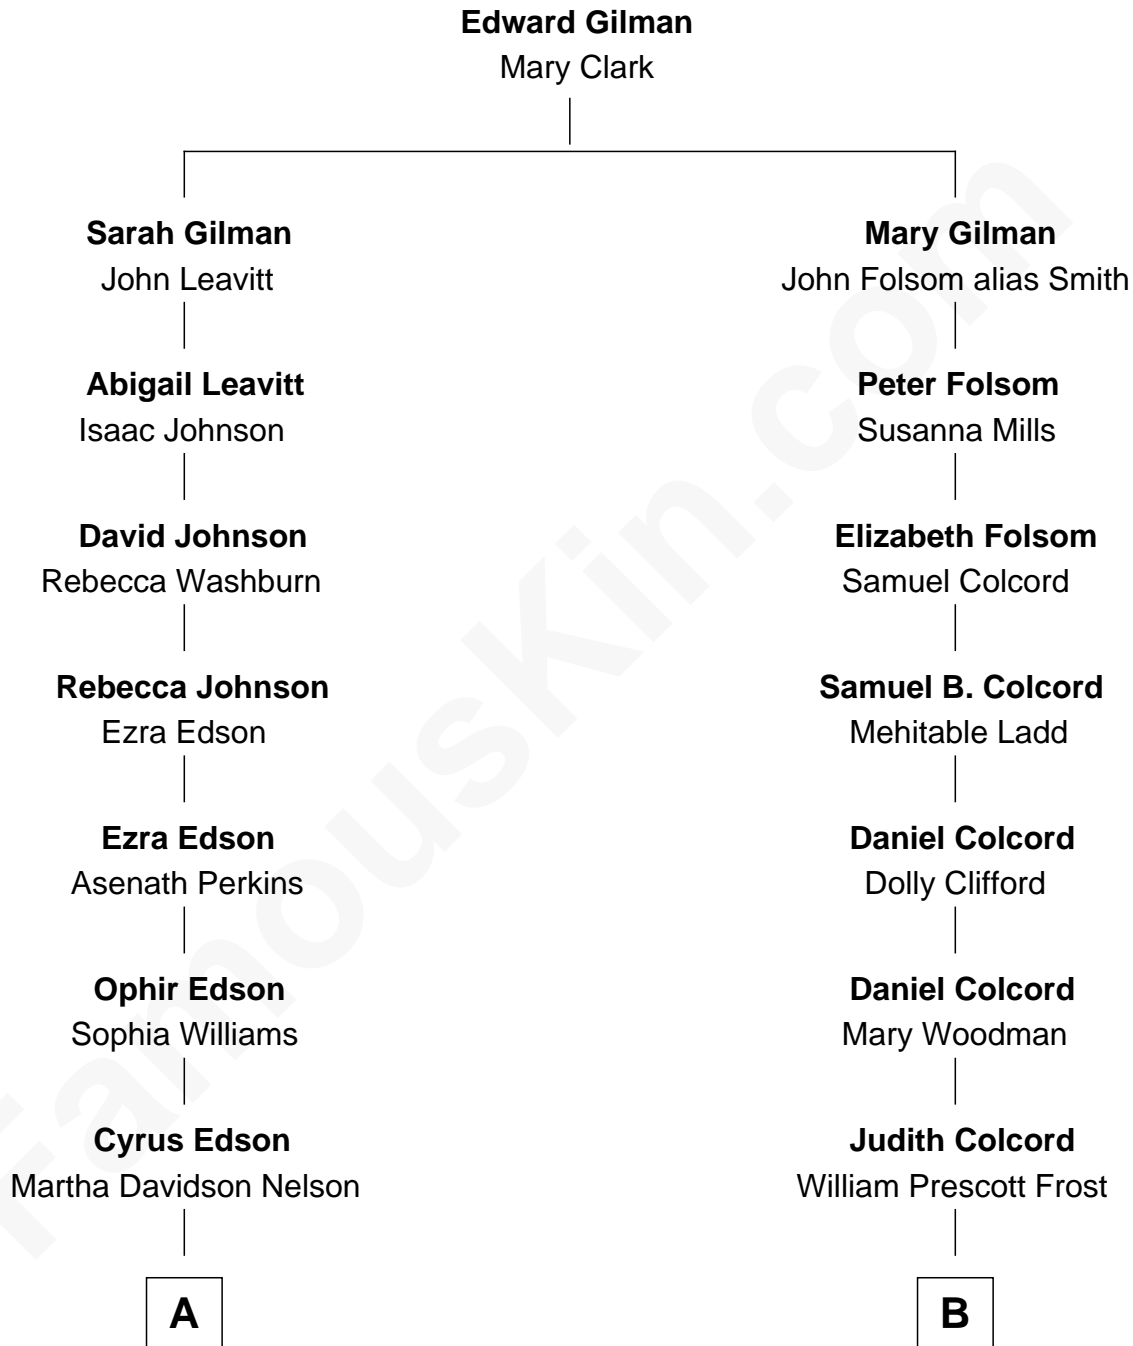 Edward Gilman
Mary Clark
Sarah Gilman
John Leavitt
Mary Gilman
John Folsom alias Smith
Abigail Leavitt
Isaac Johnson
Peter Folsom
Susanna Mills
David Johnson
Rebecca Washburn
Elizabeth Folsom
Samuel Colcord
Rebecca Johnson
Ezra Edson
Samuel B. Colcord
Mehitable Ladd
Ezra Edson
Asenath Perkins
Daniel Colcord
Dolly Clifford
Ophir Edson
Sophia Williams
Daniel Colcord
Mary Woodman
Cyrus Edson
Martha Davidson Nelson
Judith Colcord
William Prescott Frost
A
B
FamousKin.com